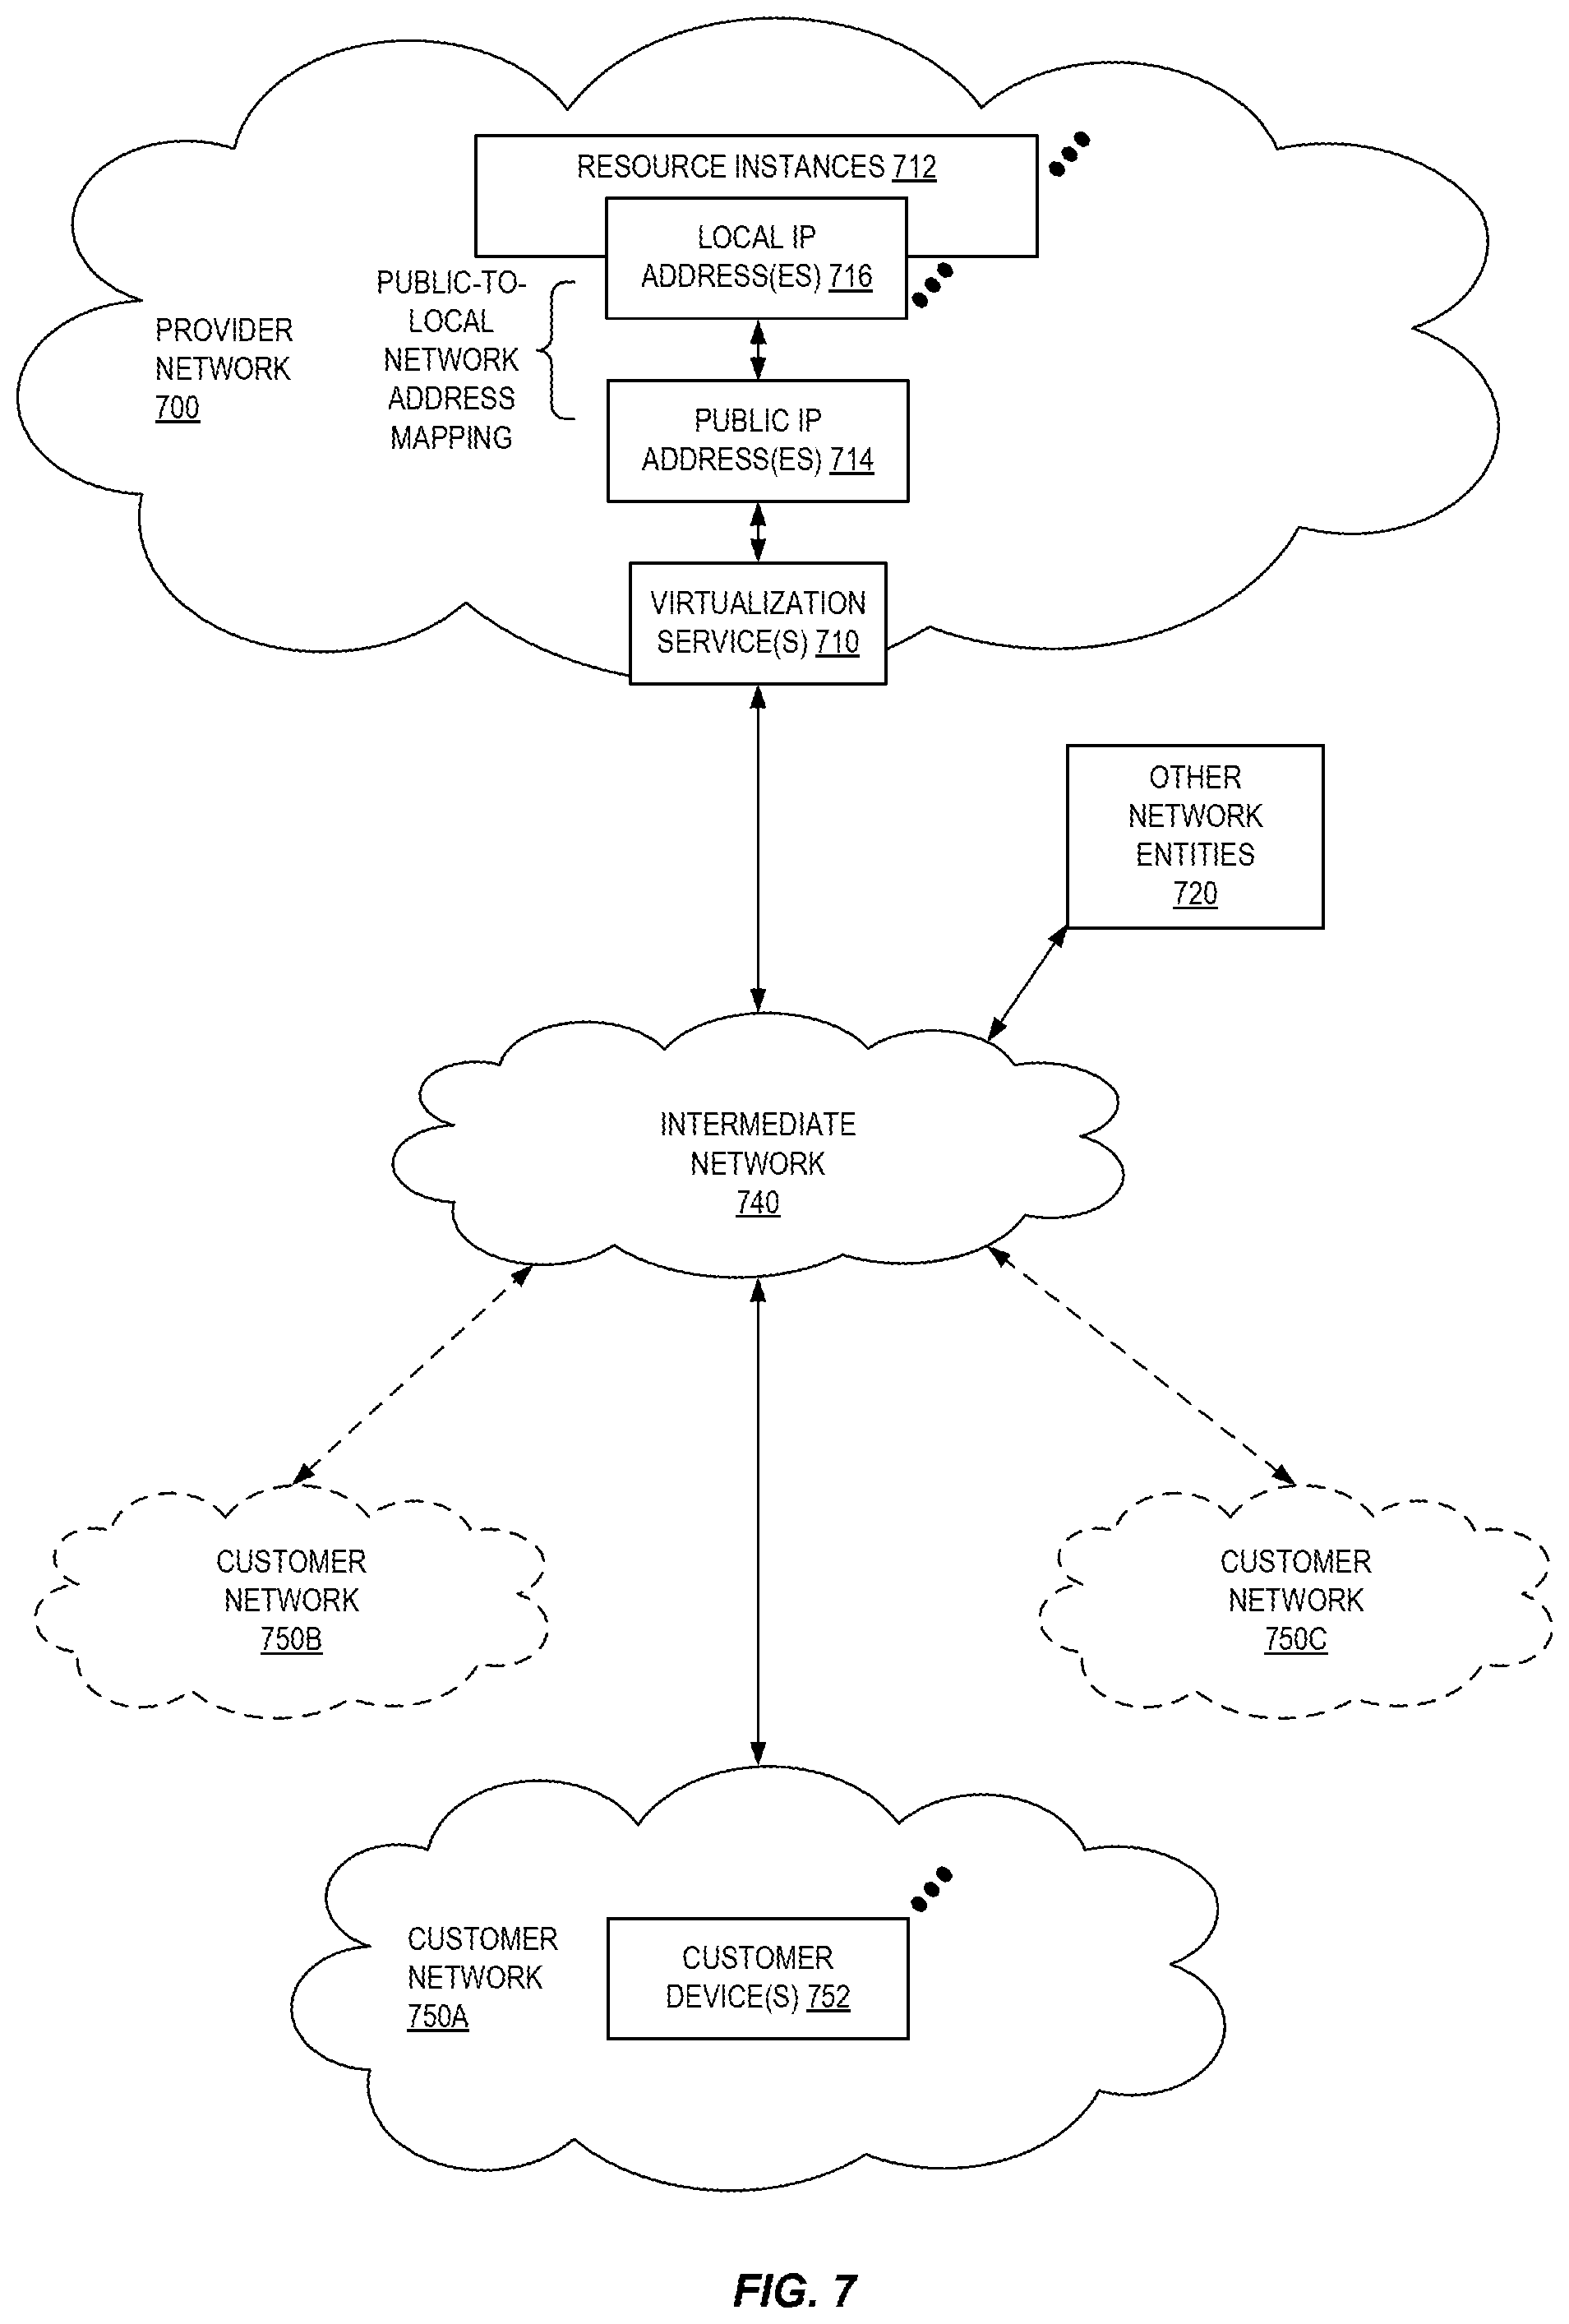 RESOURCE INSTANCES 712
LOCAL IP
ADDRESS(ES) 716
PUBLIC-TO-
LOCAL
NETWORK
ADDRESS
MAPPING
PROVIDER
NETWORK
700
PUBLIC IP
ADDRESS(ES) 714
VIRTUALIZATION
SERVICE(S) 710
OTHER
NETWORK
ENTITIES
720
INTERMEDIATE
NETWORK
740
CUSTOMER
NETWORK
750B
CUSTOMER
NETWORK
750C
CUSTOMER
NETWORK
750A
CUSTOMER
DEVICE(S) 752
FIG. 7